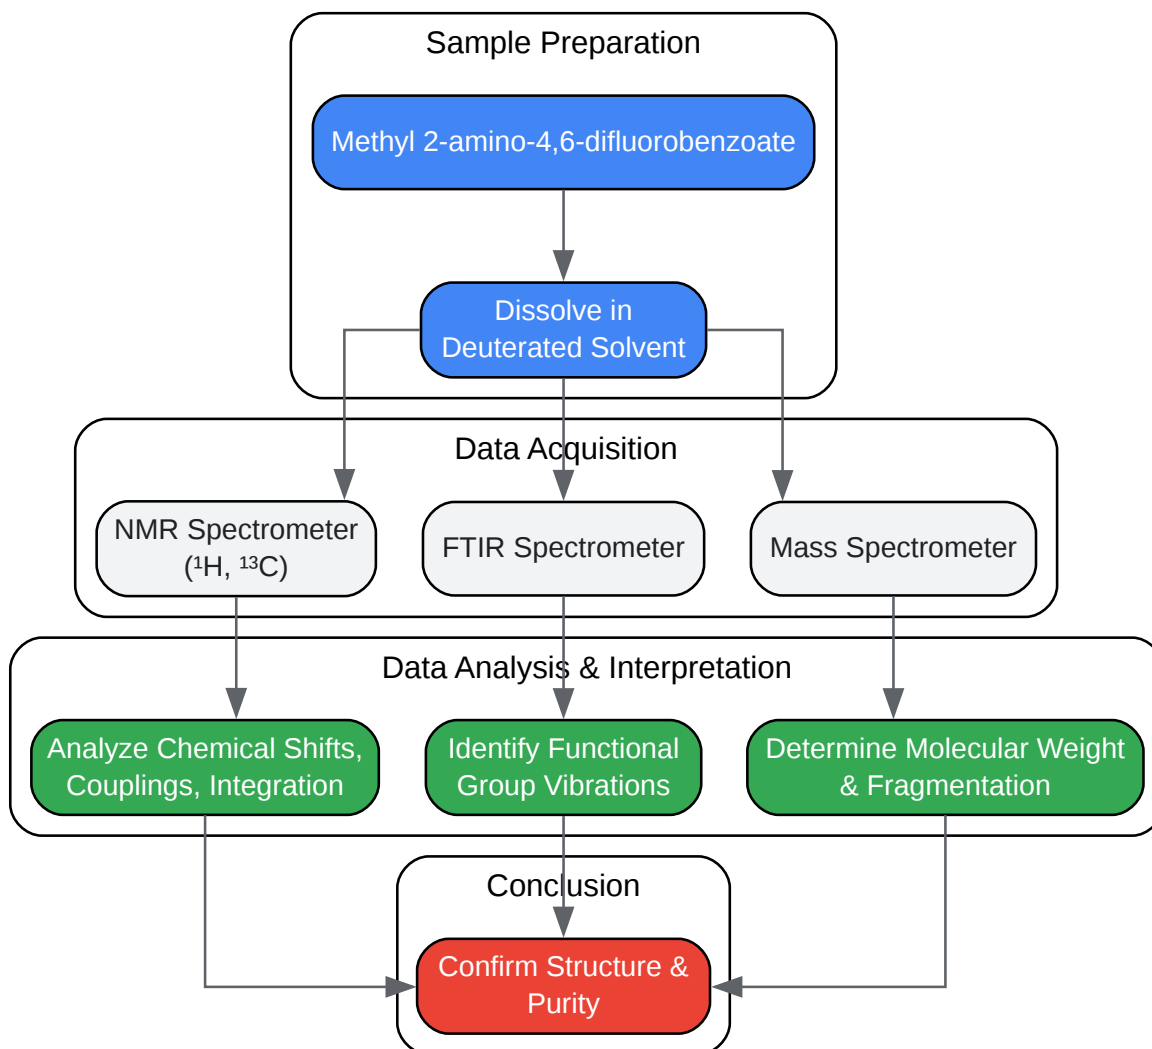 Sample Preparation
Methyl 2-amino-4,6-difluorobenzoate
Dissolve in
Deuterated Solvent
Data Acquisition
NMR Spectrometer
(¹H, ¹³C)
FTIR Spectrometer
Mass Spectrometer
Data Analysis & Interpretation
Analyze Chemical Shifts,
Couplings, Integration
Identify Functional
Group Vibrations
Determine Molecular Weight
& Fragmentation
Conclusion
Confirm Structure &
Purity